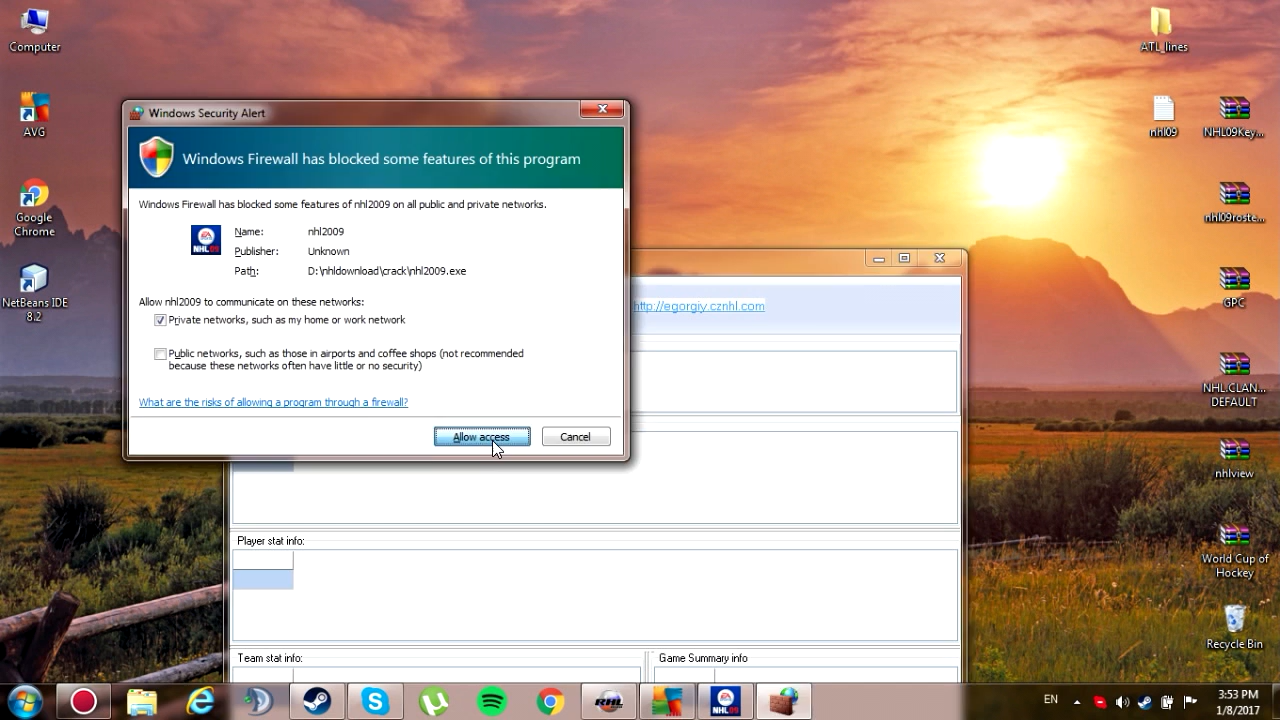 Computer
AVG
Google
Chrome
NetBeans IDE
8.2
Windows Security Alert
Windows Firewall has blocked some features of this program
Windows Firewall has blocked some features of nhl2009 on all public and private networks.
NHL 09
Name: nhl2009
Publisher: Unknown
Path: D:\nhldownload\crack\nhl2009.exe
Allow nhl2009 to communicate on these networks:
Private networks, such as my home or work network
Public networks, such as those in airports and coffee shops (not recommended
because these networks often have little or no security)
What are the risks of allowing a program through a firewall?
Allow access
Cancel
http://egorgiy.cznhl.com
Player stat info:
Team stat info:
Game Summary info
ATL_lines
nhl09
NHL09Key...
nhl09roste...
GPC
NHL.CLAN...
DEFAULT
nhlview
World Cup of
Hockey
Recycle Bin
RHL
NHL 09
EN
3:53 PM
1/8/2017